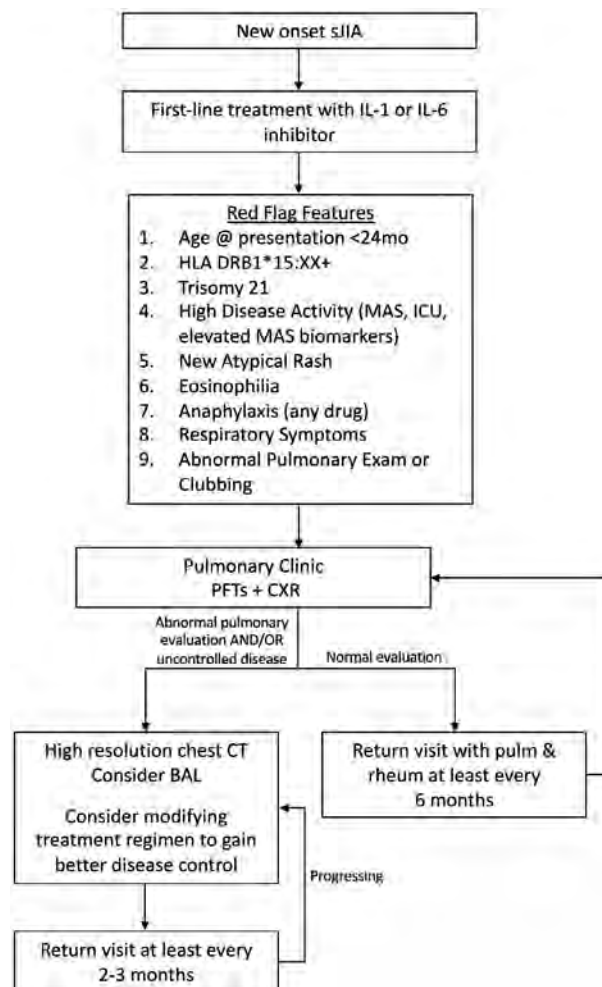 New onset sJIA
First-line treatment with IL-1 or IL-6
inhibitor
Red Flag Features
1. Age @ presentation <24mo
2. HLA DRB1*15:XX+
3. Trisomy 21
4. High Disease Activity (MAS, ICU,
elevated MAS biomarkers)
5. New Atypical Rash
6. Eosinophilia
7. Anaphylaxis (any drug)
8. Respiratory Symptoms
9. Abnormal Pulmonary Exam or
Clubbing
Pulmonary Clinic
PFTs + CXR
Abnormal pulmonary
evaluation AND/OR
uncontrolled disease
Normal evaluation
High resolution chest CT
Consider BAL
Consider modifying
treatment regimen to gain
better disease control
Return visit with pulm &
rheum at least every
6 months
Progressing
Return visit at least every
2-3 months